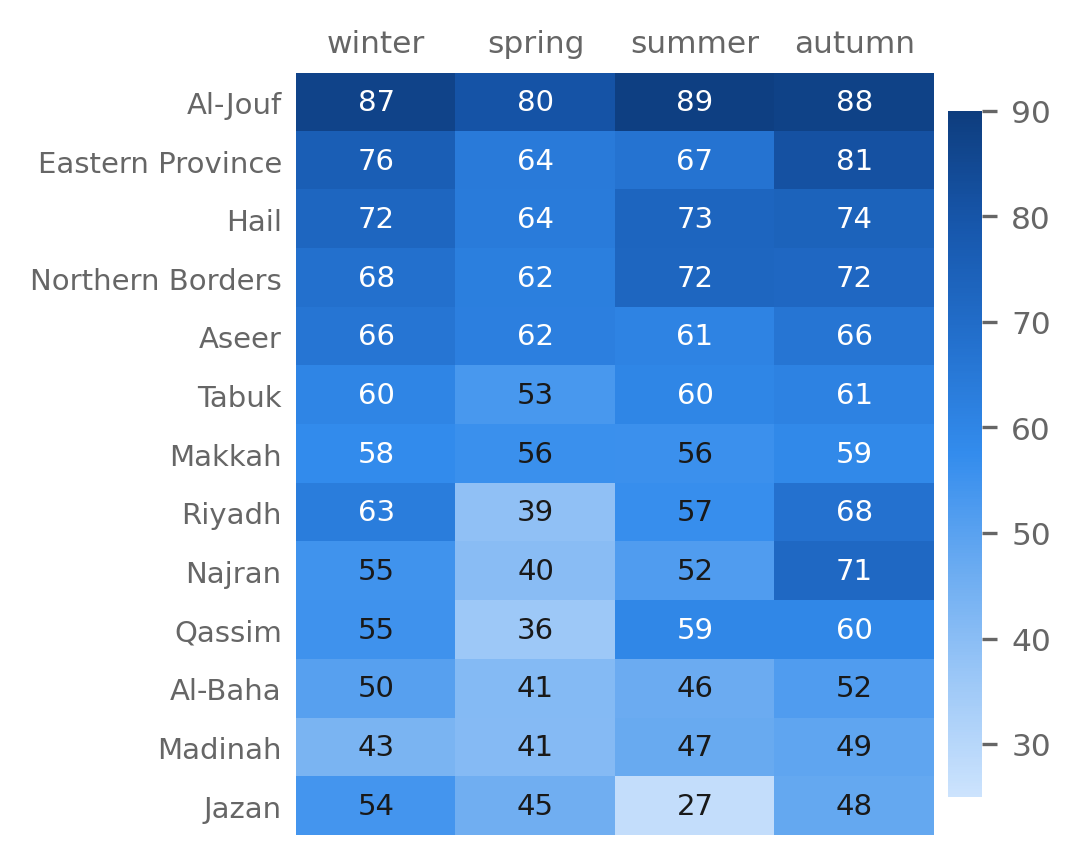 winter spring summer autumn
Al-Jouf 87 80 89 88
Eastern Province 76 64 67 81
Hail 72 64 73 74
Northern Borders 68 62 72 72
Aseer 66 62 61 66
Tabuk 60 53 60 61
Makkah 58 56 56 59
Riyadh 63 39 57 68
Najran 55 40 52 71
Qassim 55 36 59 60
Al-Baha 50 41 46 52
Madinah 43 41 47 49
Jazan 54 45 27 48
90
80
70
60
50
40
30